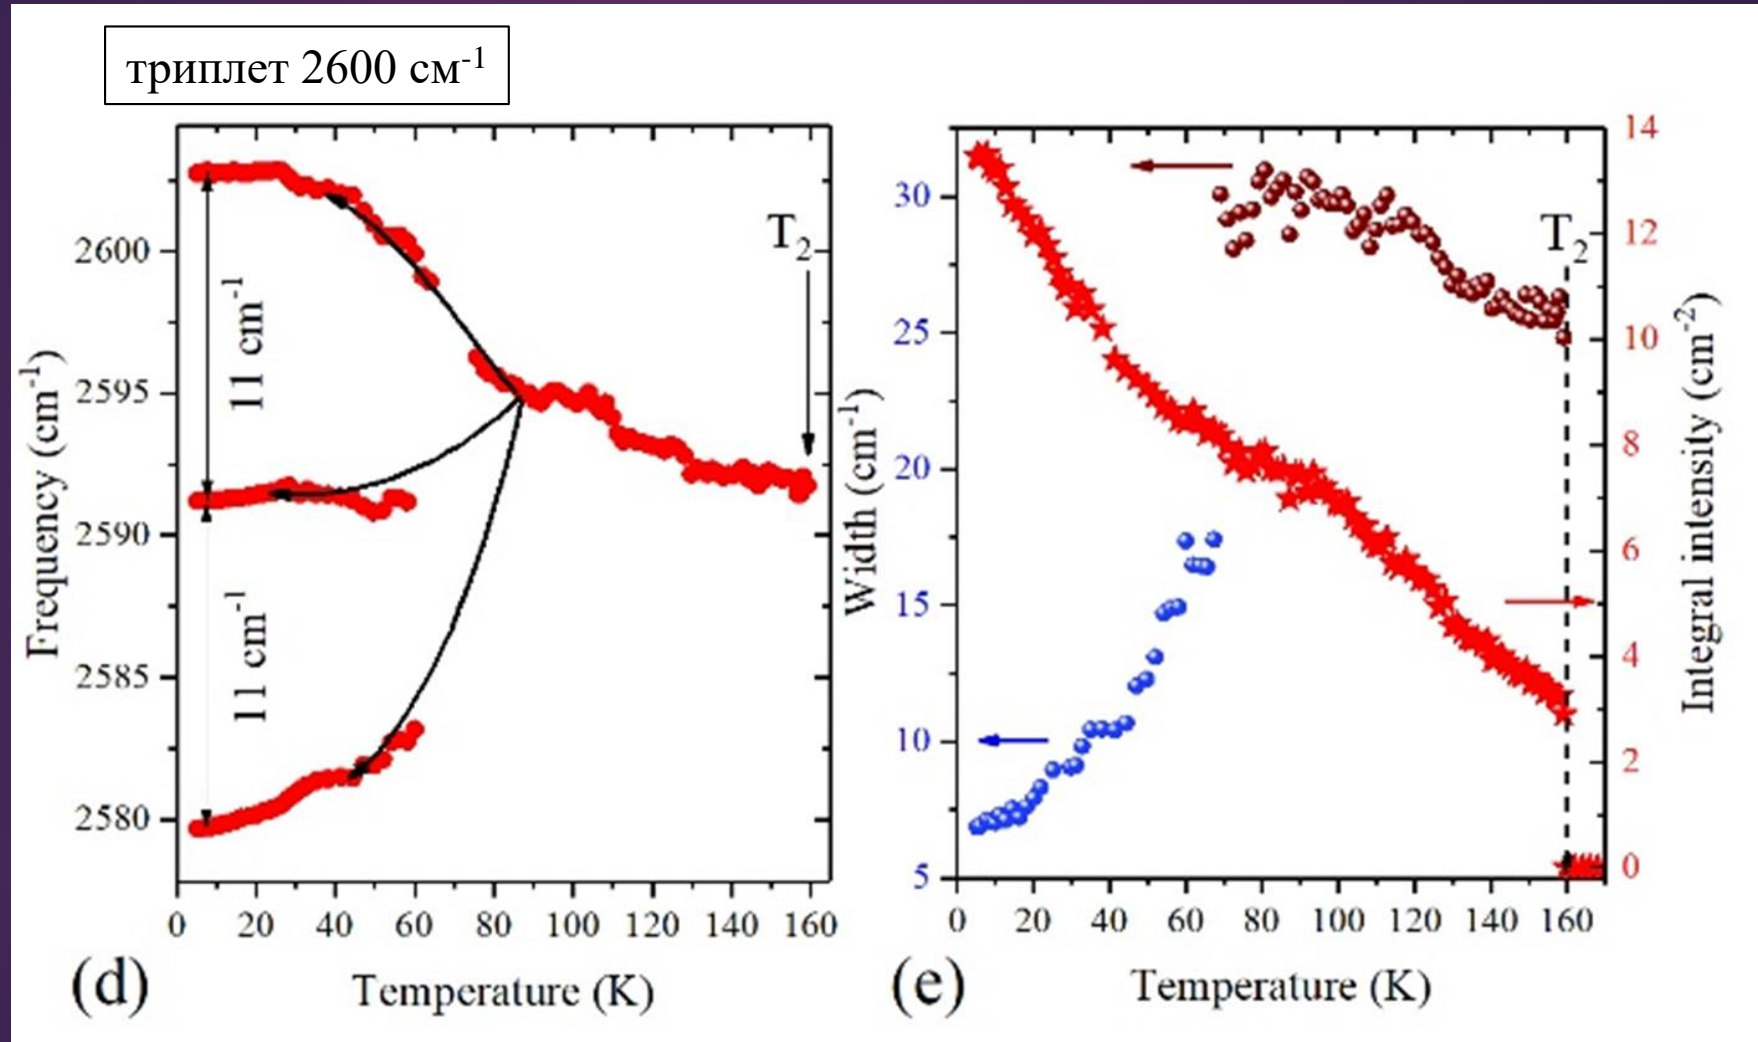 триплет 2600 см⁻¹
Frequency (cm⁻¹)
2600
2595
2590
2585
2580
11 cm⁻¹
11 cm⁻¹
T₂
0 20 40 60 80 100 120 140 160
(d) Temperature (K)
Width (cm⁻¹)
30
25
20
15
10
5
T₂
14
12
10
8
6
4
2
0
Integral intensity (cm⁻²)
0 20 40 60 80 100 120 140 160
(e) Temperature (K)